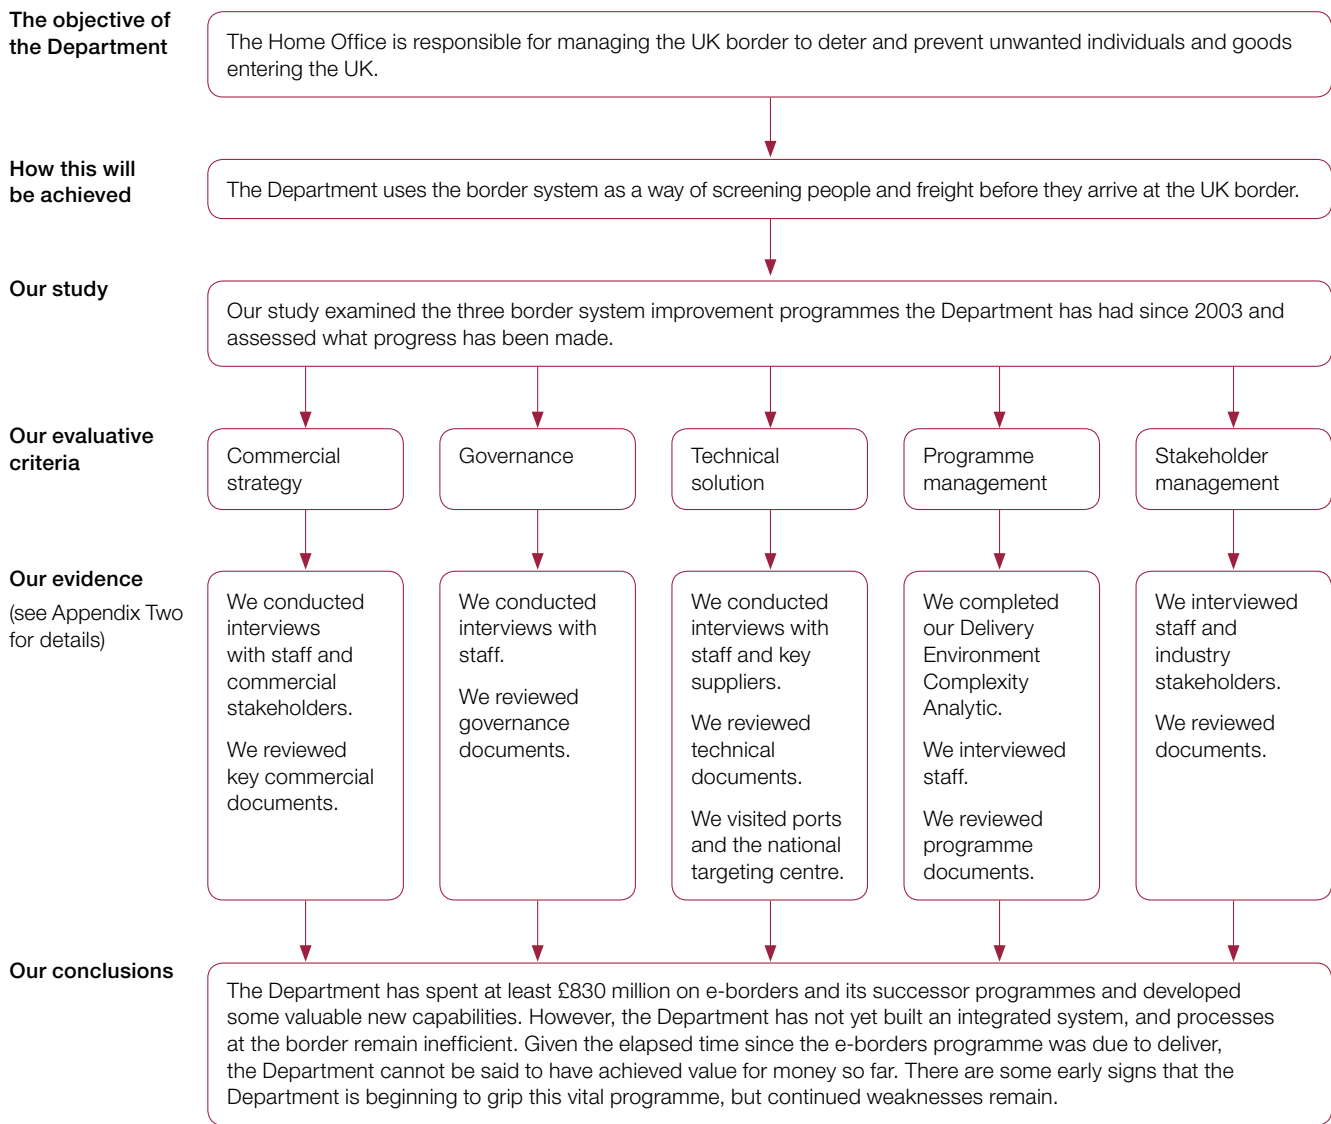 The objective of
the Department
The Home Office is responsible for managing the UK border to deter and prevent unwanted individuals and goods
entering the UK.
How this will
be achieved
The Department uses the border system as a way of screening people and freight before they arrive at the UK border.
Our study
Our study examined the three border system improvement programmes the Department has had since 2003 and
assessed what progress has been made.
Our evaluative
criteria
Commercial
strategy
Governance
Technical
solution
Programme
management
Stakeholder
management
Our evidence
(see Appendix Two
for details)
We conducted
interviews
with staff and
commercial
stakeholders.
We reviewed
key commercial
documents.
We conducted
interviews with
staff.
We reviewed
governance
documents.
We conducted
interviews with
staff and key
suppliers.
We reviewed
technical
documents.
We visited ports
and the national
targeting centre.
We completed
our Delivery
Environment
Complexity
Analytic.
We interviewed
staff.
We reviewed
programme
documents.
We interviewed
staff and
industry
stakeholders.
We reviewed
documents.
Our conclusions
The Department has spent at least £830 million on e-borders and its successor programmes and developed
some valuable new capabilities. However, the Department has not yet built an integrated system, and processes
at the border remain inefficient. Given the elapsed time since the e-borders programme was due to deliver,
the Department cannot be said to have achieved value for money so far. There are some early signs that the
Department is beginning to grip this vital programme, but continued weaknesses remain.